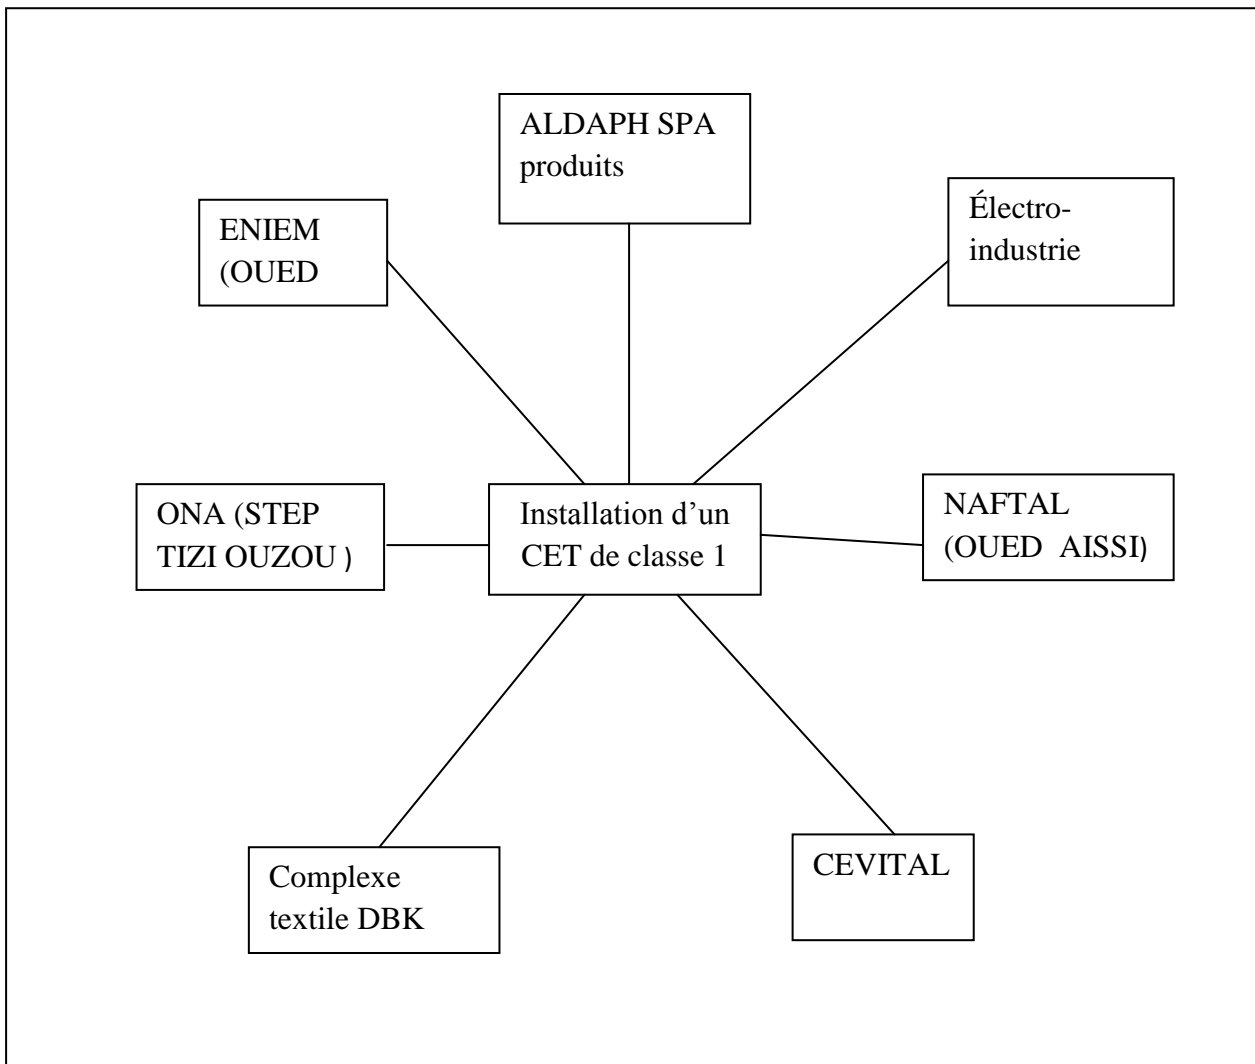 ALDAPH SPA
produits
Électro-
industrie
ENIEM
(OUED
ONA (STEP
TIZI OUZOU )
Installation d’un
CET de classe 1
NAFTAL
(OUED AISSI)
Complexe
textile DBK
CEVITAL